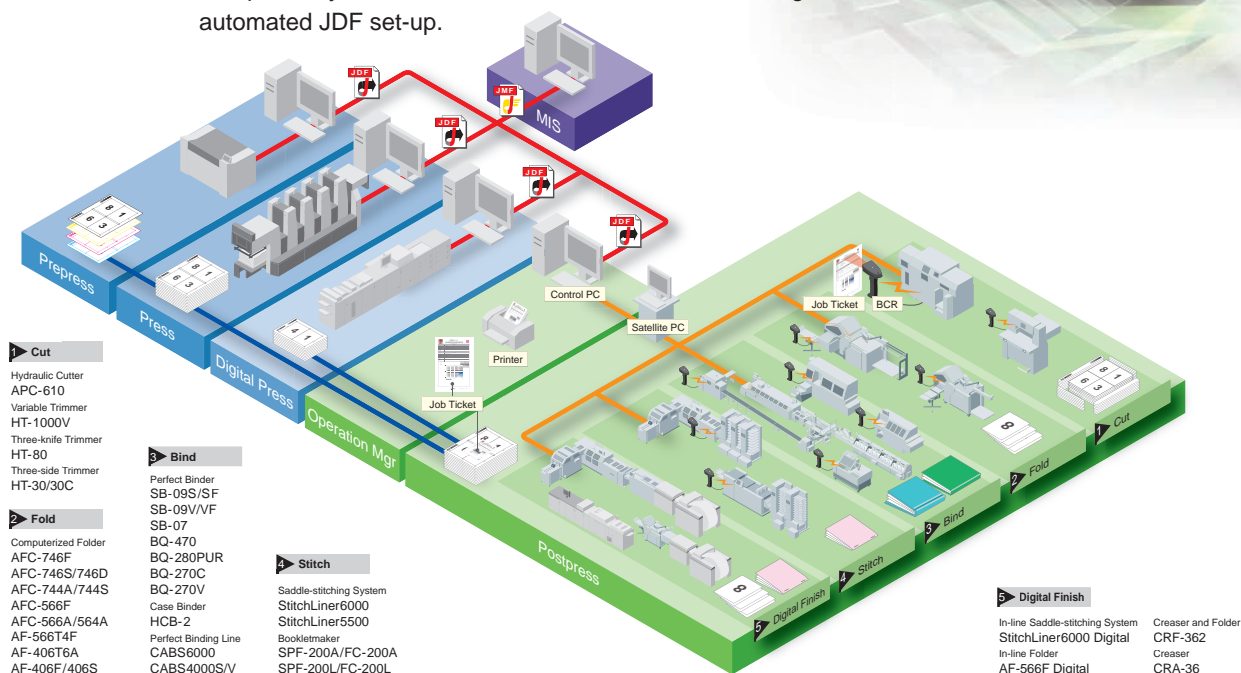 automated JDF set-up.
JDF
JMF
JDF
JDF
JDF
MIS
Prepress
Press
Digital Press
Operation Mgr
Postpress
Control PC
Satellite PC
Printer
Job Ticket
Job Ticket
BCR
1 Cut
2 Fold
3 Bind
4 Stitch
5 Digital Finish
1 Cut
Hydraulic Cutter
APC-610
Variable Trimmer
HT-1000V
Three-knife Trimmer
HT-80
Three-side Trimmer
HT-30/30C
2 Fold
Computerized Folder
AFC-746F
AFC-746S/746D
AFC-744A/744S
AFC-566F
AFC-566A/564A
AF-566T4F
AF-406T6A
AF-406F/406S
3 Bind
Perfect Binder
SB-09S/SF
SB-09V/VF
SB-07
BQ-470
BQ-280PUR
BQ-270C
BQ-270V
Case Binder
HCB-2
Perfect Binding Line
CABS6000
CABS4000S/V
4 Stitch
Saddle-stitching System
StitchLiner6000
StitchLiner5500
Bookletmaker
SPF-200A/FC-200A
SPF-200L/FC-200L
5 Digital Finish
In-line Saddle-stitching System
StitchLiner6000 Digital
In-line Folder
AF-566F Digital
Creaser and Folder
CRF-362
Creaser
CRA-36